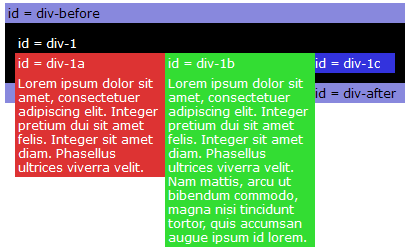 id = div-before
id = div-1
id = div-1a
Lorem ipsum dolor sit
amet, consectetuer
adipiscing elit. Integer
pretium dui sit amet
felis. Integer sit amet
diam. Phasellus
ultrices viverra velit.
id = div-1b
Lorem ipsum dolor sit
amet, consectetuer
adipiscing elit. Integer
pretium dui sit amet
felis. Integer sit amet
diam. Phasellus
ultrices viverra velit.
Nam mattis, arcu ut
bibendum commodo,
magna nisi tincidunt
tortor, quis accumsan
augue ipsum id lorem.
id = div-1c
id = div-after